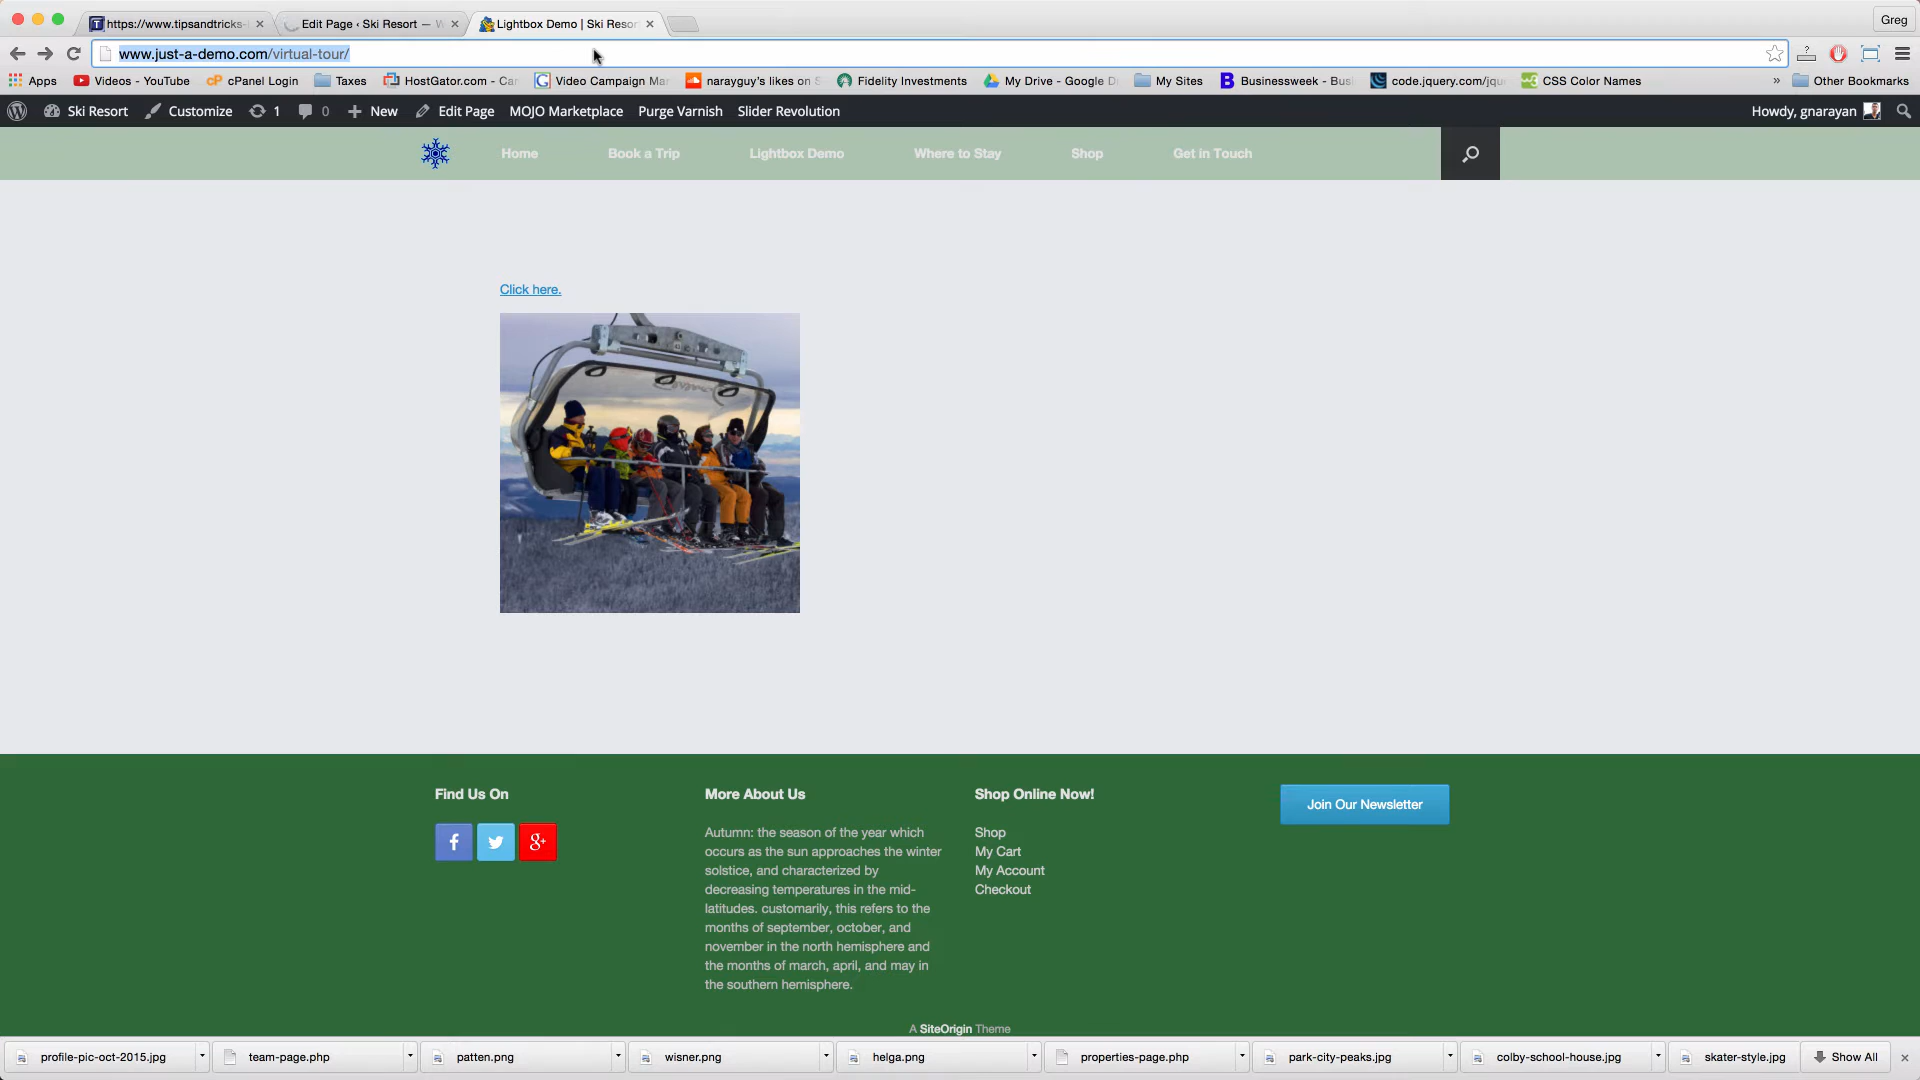 https://www.tipsandtricks-
Edit Page ‹ Ski Resort — W
Lightbox Demo | Ski Resor
Greg
www.just-a-demo.com/virtual-tour/
Apps
Videos - YouTube
cPanel Login
Taxes
HostGator.com - Ca
Video Campaign Ma
narayguy's likes on S
Fidelity Investments
My Drive - Google D
My Sites
Businessweek - Busi
code.jquery.com/jqu
CSS Color Names
»
Other Bookmarks
Ski Resort
Customize
1
0
New
Edit Page
MOJO Marketplace
Purge Varnish
Slider Revolution
Howdy, gnarayan
Home
Book a Trip
Lightbox Demo
Where to Stay
Shop
Get in Touch
Click here.
Find Us On
More About Us
Autumn: the season of the year which
occurs as the sun approaches the winter
solstice, and characterized by
decreasing temperatures in the mid-
latitudes. customarily, this refers to the
months of september, october, and
november in the north hemisphere and
the months of march, april, and may in
the southern hemisphere.
Shop Online Now!
Shop
My Cart
My Account
Checkout
Join Our Newsletter
A SiteOrigin Theme
profile-pic-oct-2015.jpg
team-page.php
patten.png
wisner.png
helga.png
properties-page.php
park-city-peaks.jpg
colby-school-house.jpg
skater-style.jpg
Show All